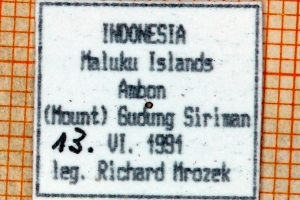 INDONESIA
Maluku Islands
Ambon
(Mount) Gudung Siriman
13. VI. 1991
leg. Richard Mrozek